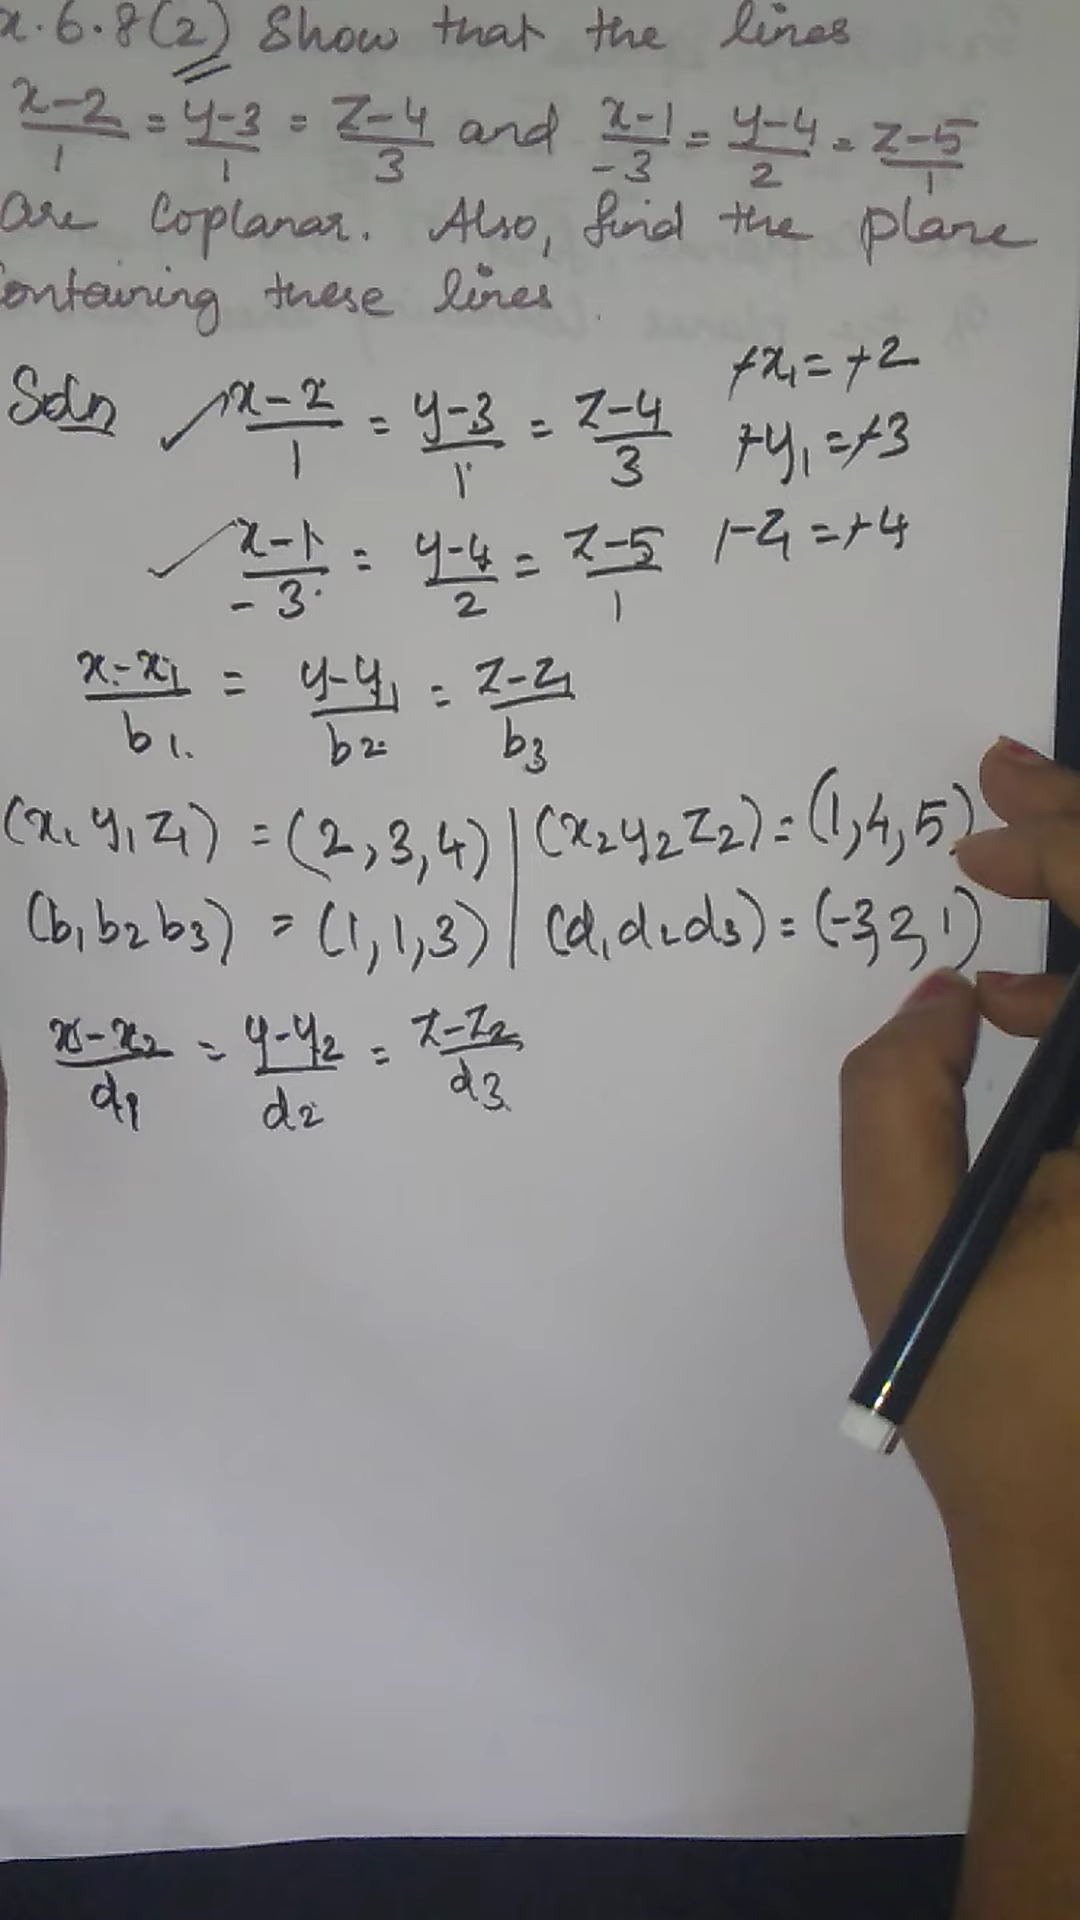 x.6.8(2) Show that the lines
x-2/1 = y-3/1 = z-4/3 and x-1/-3 = y-4/2 = z-5/1
are Coplanar. Also, find the plane
containing these lines.
Soln x-2/1 = y-3/1 = z-4/3
+x₁ = +2
+y₁ = +3
x-1/-3 = y-4/2 = z-5/1
-z₁ = +4
x-x₁/b₁ = y-y₁/b₂ = z-z₁/b₃
(x₁ y₁ z₁) = (2,3,4) | (x₂ y₂ z₂) = (1,4,5)
(b₁ b₂ b₃) = (1,1,3) | (d₁ d₂ d₃) = (-3,2,1)
x-x₂/d₁ = y-y₂/d₂ = z-z₂/d₃